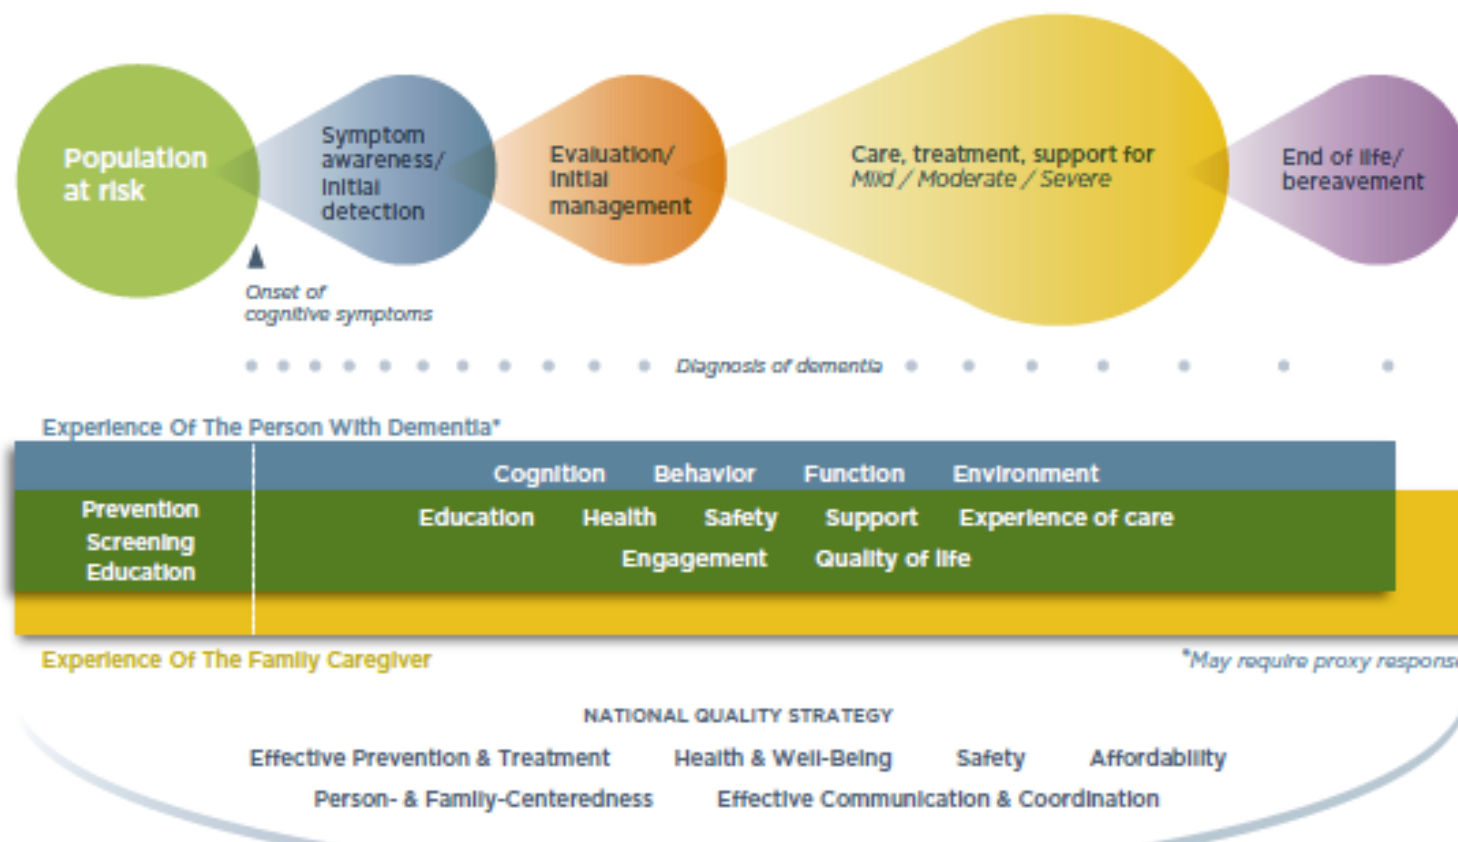 Population
at risk
Symptom
awareness/
Initial
detection
Evaluation/
Initial
management
Care, treatment, support for
Mild / Moderate / Severe
End of life/
bereavement
Onset of
cognitive symptoms
Diagnosis of dementia
Experience Of The Person With Dementia*
Cognition Behavior Function Environment
Prevention
Screening
Education
Education Health Safety Support Experience of care
Engagement Quality of life
Experience Of The Family Caregiver
*May require proxy response
NATIONAL QUALITY STRATEGY
Effective Prevention & Treatment Health & Well-Being Safety Affordability
Person- & Family-Centeredness Effective Communication & Coordination